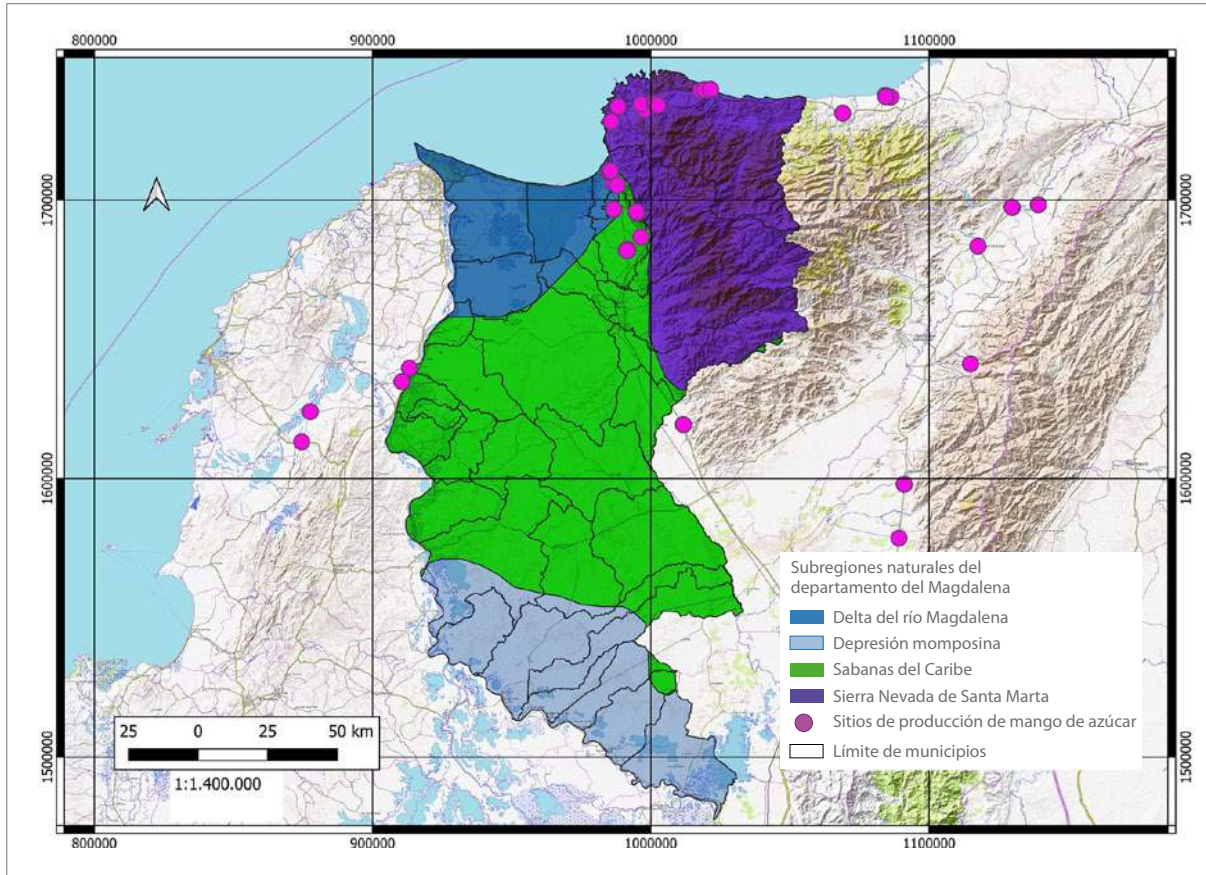 800000
900000
1000000
1100000
1700000
1700000
1600000
1600000
1500000
1500000
Subregiones naturales del
departamento del Magdalena
Delta del río Magdalena
Depresión momposina
Sabanas del Caribe
Sierra Nevada de Santa Marta
Sitios de producción de mango de azúcar
Límite de municipios
25 0 25 50 km
1:1.400.000
800000
900000
1000000
1100000